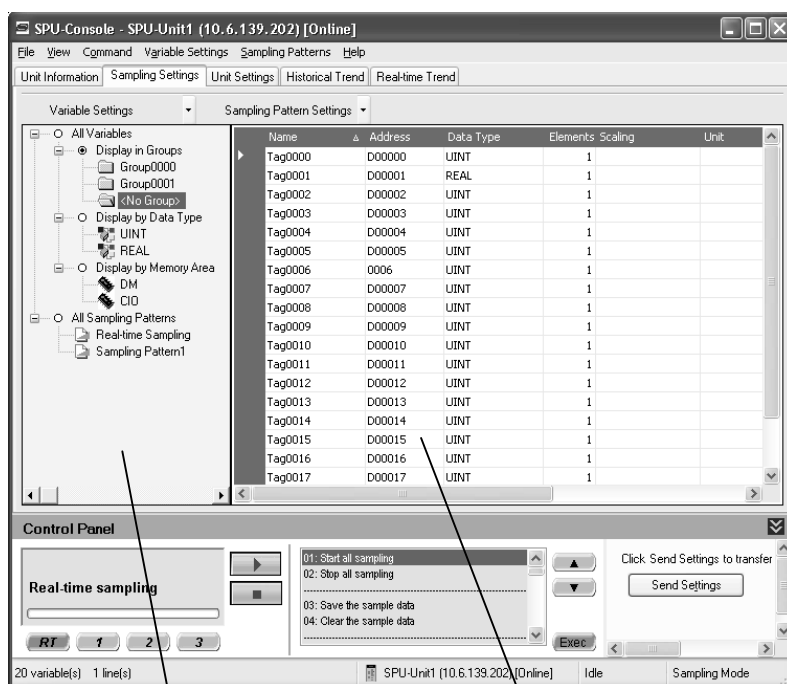 SPU-Console - SPU-Unit1 (10.6.139.202) [Online]
File View Command Variable Settings Sampling Patterns Help
Unit Information Sampling Settings Unit Settings Historical Trend Real-time Trend
Variable Settings Sampling Pattern Settings
All Variables
Display in Groups
Group0000
Group0001
<No Group>
Display by Data Type
UINT
REAL
Display by Memory Area
DM
CIO
All Sampling Patterns
Real-time Sampling
Sampling Pattern1
Name Address Data Type Elements Scaling Unit
Tag0000 D00000 UINT 1
Tag0001 D00001 REAL 1
Tag0002 D00002 UINT 1
Tag0003 D00003 UINT 1
Tag0004 D00004 UINT 1
Tag0005 D00005 UINT 1
Tag0006 0006 UINT 1
Tag0007 D00007 UINT 1
Tag0008 D00008 UINT 1
Tag0009 D00009 UINT 1
Tag0010 D00010 UINT 1
Tag0011 D00011 UINT 1
Tag0012 D00012 UINT 1
Tag0013 D00013 UINT 1
Tag0014 D00014 UINT 1
Tag0015 D00015 UINT 1
Tag0016 D00016 UINT 1
Tag0017 D00017 UINT 1
Control Panel
Real-time sampling
RT 1 2 3
01: Start all sampling
02: Stop all sampling
03: Save the sample data
04: Clear the sample data
Exec
Click Send Settings to transfer
Send Settings
20 variable(s) 1 line(s) SPU-Unit1 (10.6.139.202) [Online] Idle Sampling Mode